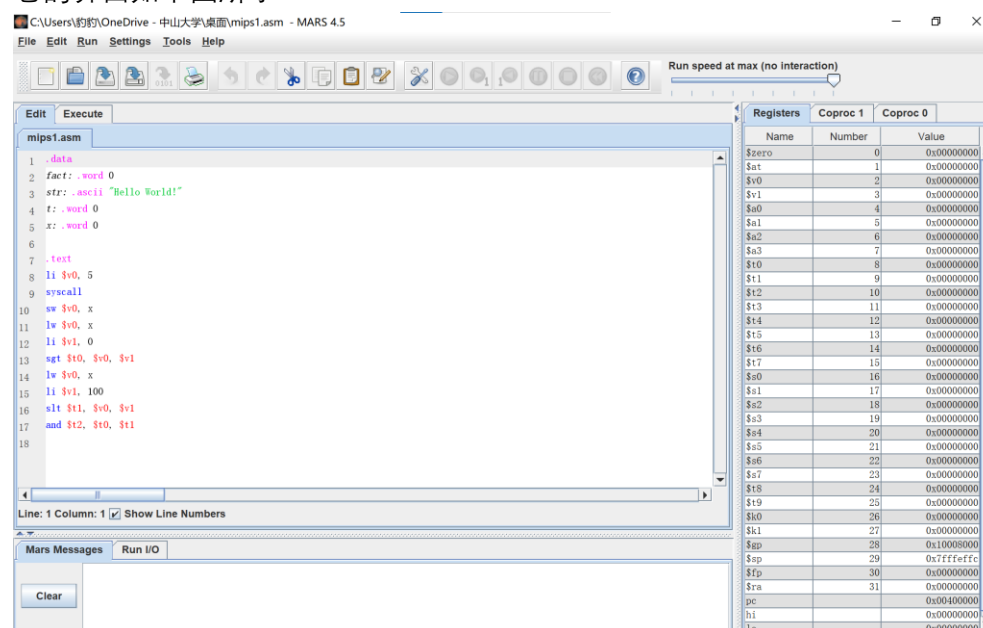 C:\Users\豹豹\OneDrive - 中山大学\桌面\mips1.asm - MARS 4.5
File Edit Run Settings Tools Help
Run speed at max (no interaction)
Edit Execute
mips1.asm
1 .data
2 fact: .word 0
3 str: .ascii "Hello World!"
4 t: .word 0
5 x: .word 0
6
7 .text
8 li $v0, 5
9 syscall
10 sw $v0, x
11 lw $v0, x
12 li $v1, 0
13 sgt $t0, $v0, $v1
14 lw $v0, x
15 li $v1, 100
16 slt $t1, $v0, $v1
17 and $t2, $t0, $t1
18
Line: 1 Column: 1 Show Line Numbers
Mars Messages Run I/O
Clear
Registers Coproc 1 Coproc 0
Name Number Value
$zero 0 0x00000000
$at 1 0x00000000
$v0 2 0x00000000
$v1 3 0x00000000
$a0 4 0x00000000
$a1 5 0x00000000
$a2 6 0x00000000
$a3 7 0x00000000
$t0 8 0x00000000
$t1 9 0x00000000
$t2 10 0x00000000
$t3 11 0x00000000
$t4 12 0x00000000
$t5 13 0x00000000
$t6 14 0x00000000
$t7 15 0x00000000
$s0 16 0x00000000
$s1 17 0x00000000
$s2 18 0x00000000
$s3 19 0x00000000
$s4 20 0x00000000
$s5 21 0x00000000
$s6 22 0x00000000
$s7 23 0x00000000
$t8 24 0x00000000
$t9 25 0x00000000
$k0 26 0x00000000
$k1 27 0x00000000
$gp 28 0x10008000
$sp 29 0x7fffeffc
$fp 30 0x00000000
$ra 31 0x00000000
pc 0x00400000
hi 0x00000000